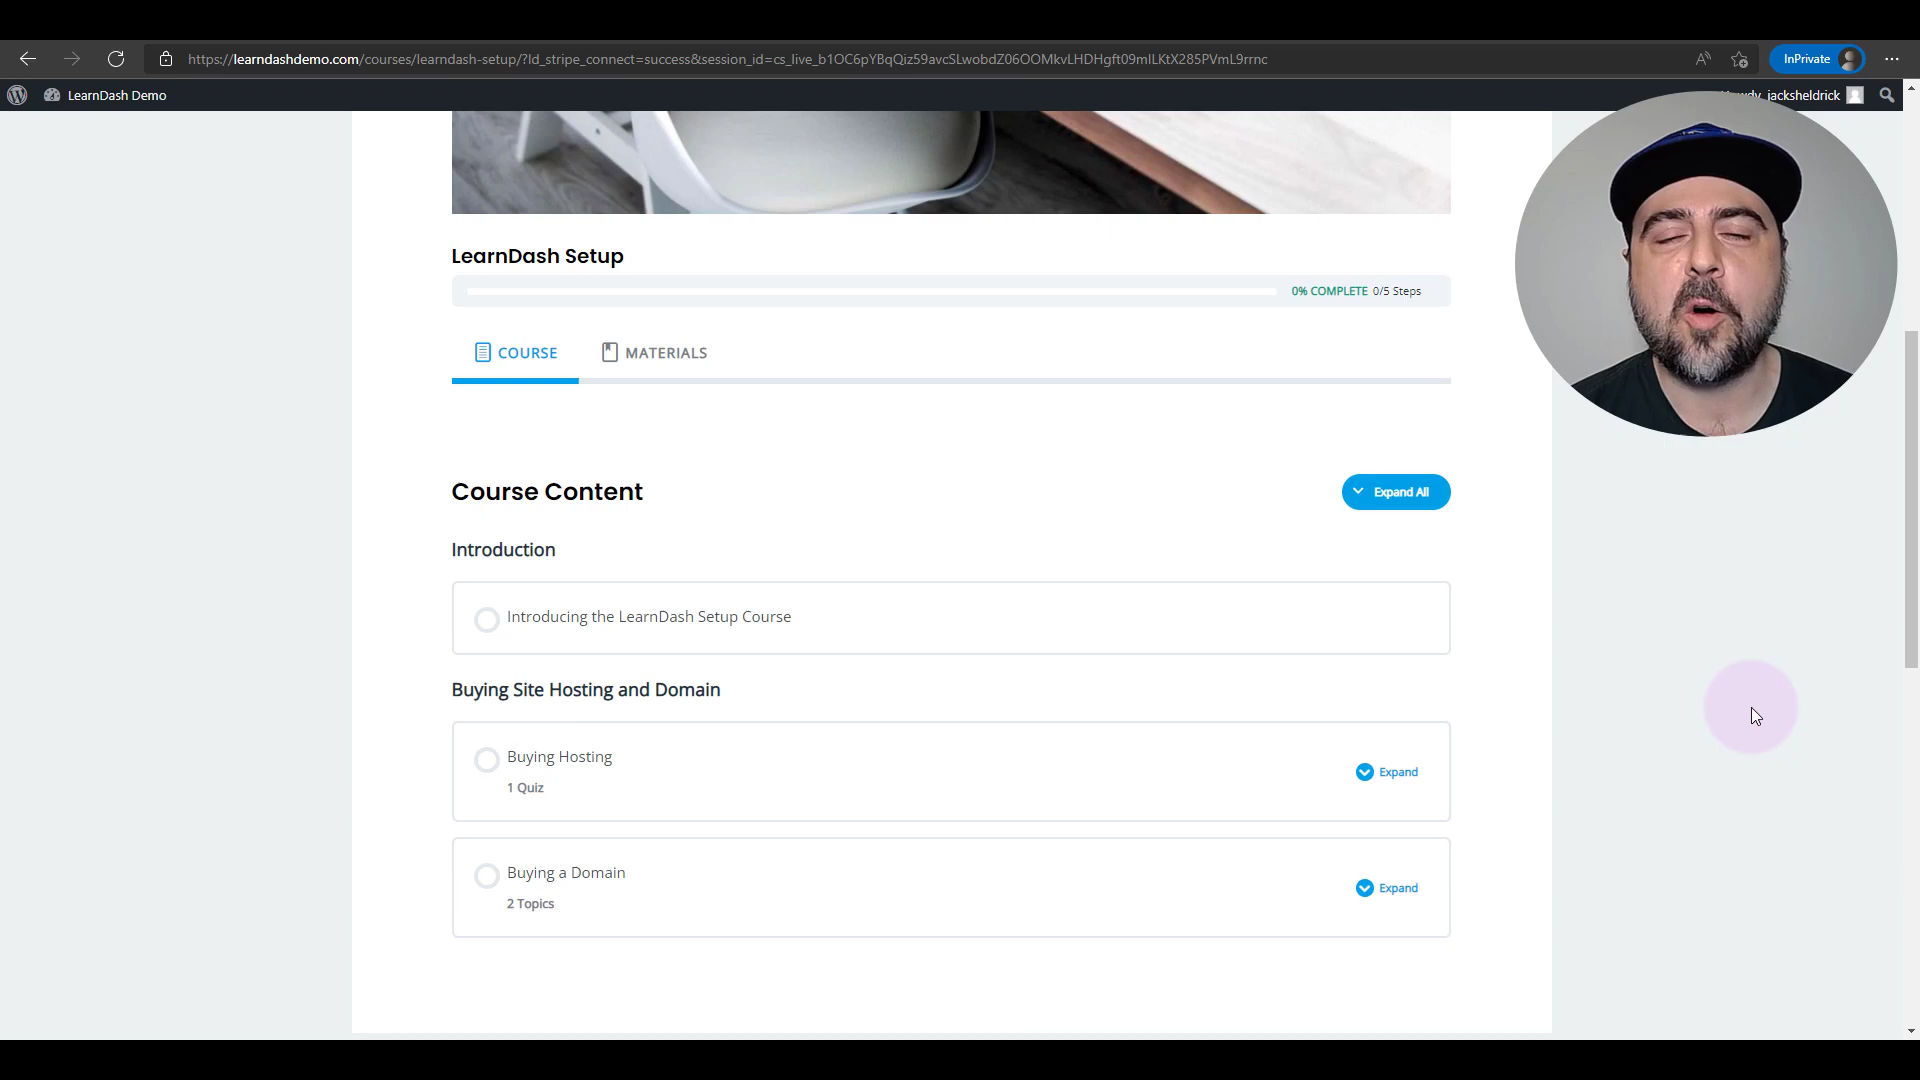 https://learndashdemo.com/courses/learndash-setup/?ld_stripe_connect=success&session_id=cs_live_b1OC6pYBqQiz59avcSLwobdZ06OOMkvLHDHgft09mlLKtX285PVmL9rrnc
InPrivate
LearnDash Demo
jacksheldrick
LearnDash Setup
0% COMPLETE 0/5 Steps
COURSE MATERIALS
Course Content
Expand All
Introduction
Introducing the LearnDash Setup Course
Buying Site Hosting and Domain
Buying Hosting
1 Quiz
Expand
Buying a Domain
2 Topics
Expand